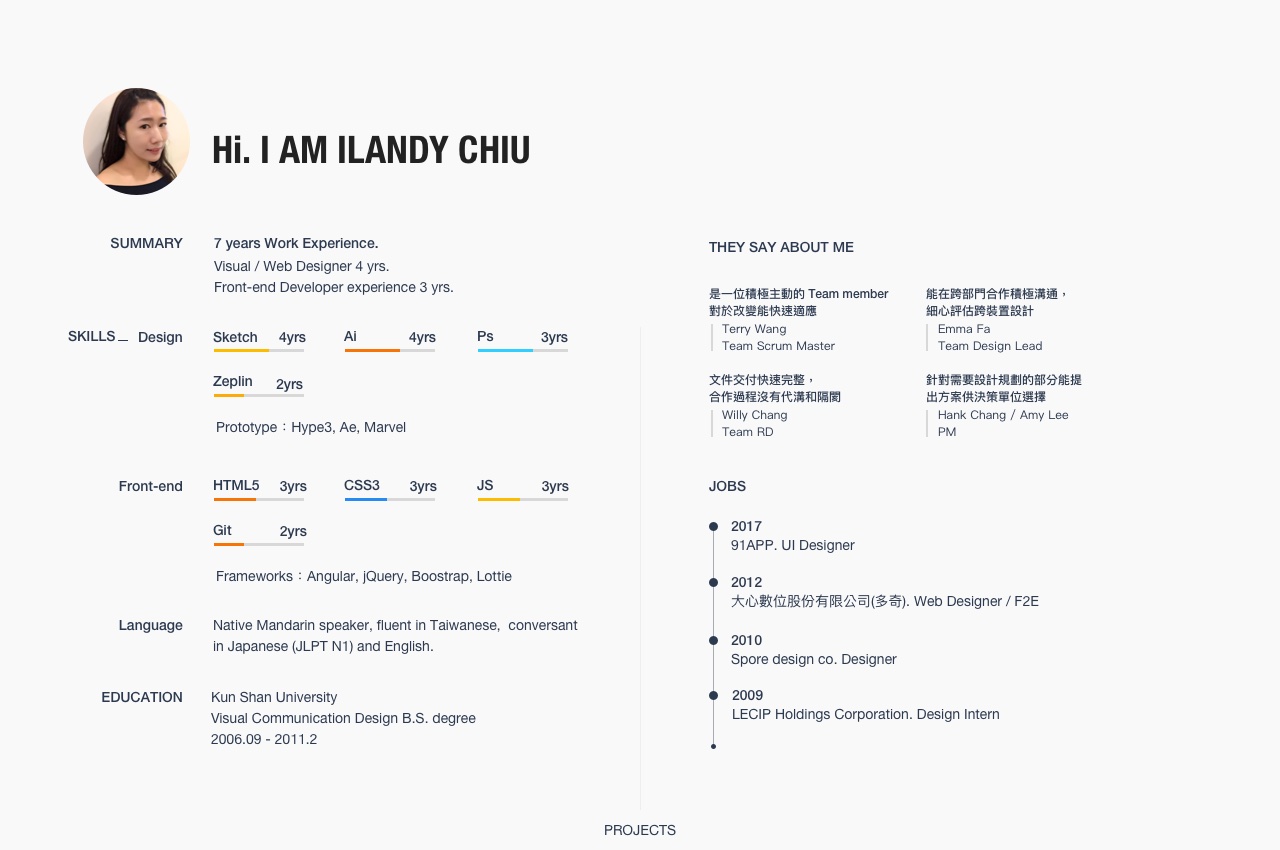 Hi. I AM ILANDY CHIU
SUMMARY
7 years Work Experience.
Visual / Web Designer 4 yrs.
Front-end Developer experience 3 yrs.
SKILLS
Design
Sketch 4yrs
Ai 4yrs
Ps 3yrs
Zeplin 2yrs
Prototype：Hype3, Ae, Marvel
Front-end
HTML5 3yrs
CSS3 3yrs
JS 3yrs
Git 2yrs
Frameworks：Angular, jQuery, Boostrap, Lottie
Language
Native Mandarin speaker, fluent in Taiwanese, conversant
in Japanese (JLPT N1) and English.
EDUCATION
Kun Shan University
Visual Communication Design B.S. degree
2006.09 - 2011.2
THEY SAY ABOUT ME
是一位積極主動的 Team member
對於改變能快速適應
Terry Wang
Team Scrum Master
能在跨部門合作積極溝通，
細心評估跨裝置設計
Emma Fa
Team Design Lead
文件交付快速完整，
合作過程沒有代溝和隔閡
Willy Chang
Team RD
針對需要設計規劃的部分能提
出方案供決策單位選擇
Hank Chang / Amy Lee
PM
JOBS
2017
91APP. UI Designer
2012
大心數位股份有限公司(多奇). Web Designer / F2E
2010
Spore design co. Designer
2009
LECIP Holdings Corporation. Design Intern
PROJECTS